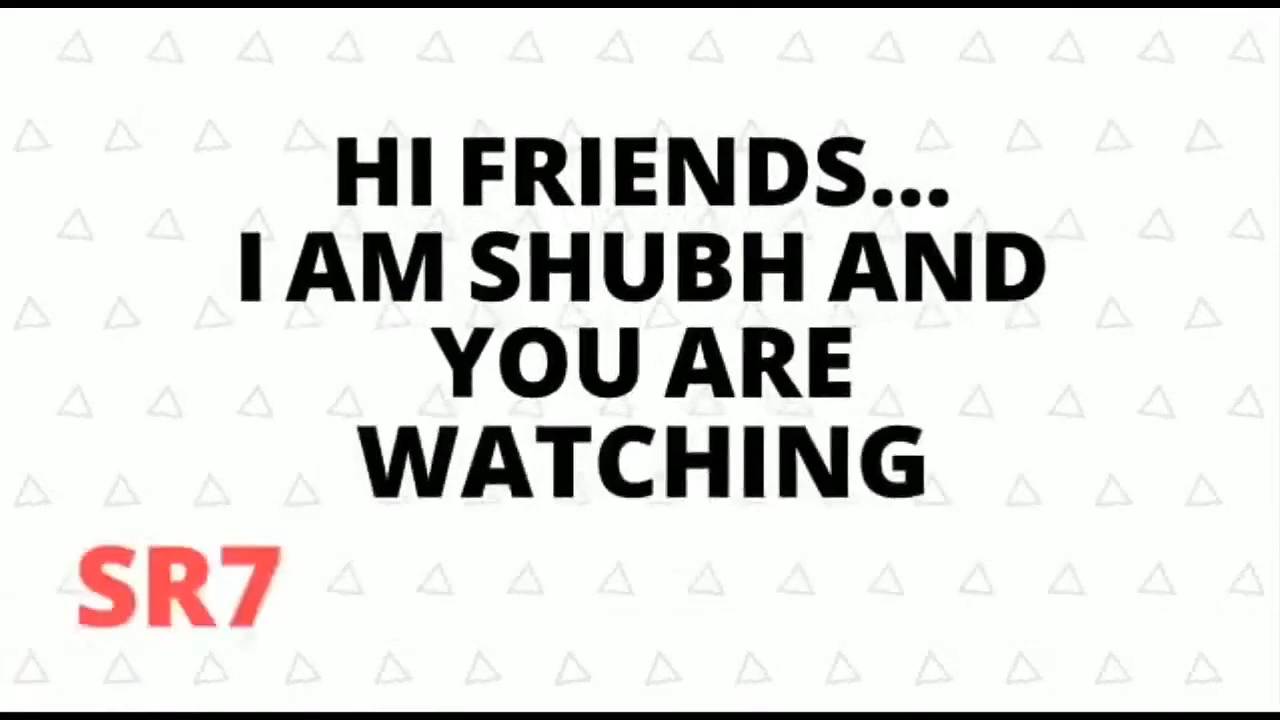 HI FRIENDS...
I AM SHUBH AND
YOU ARE
WATCHING
SR7